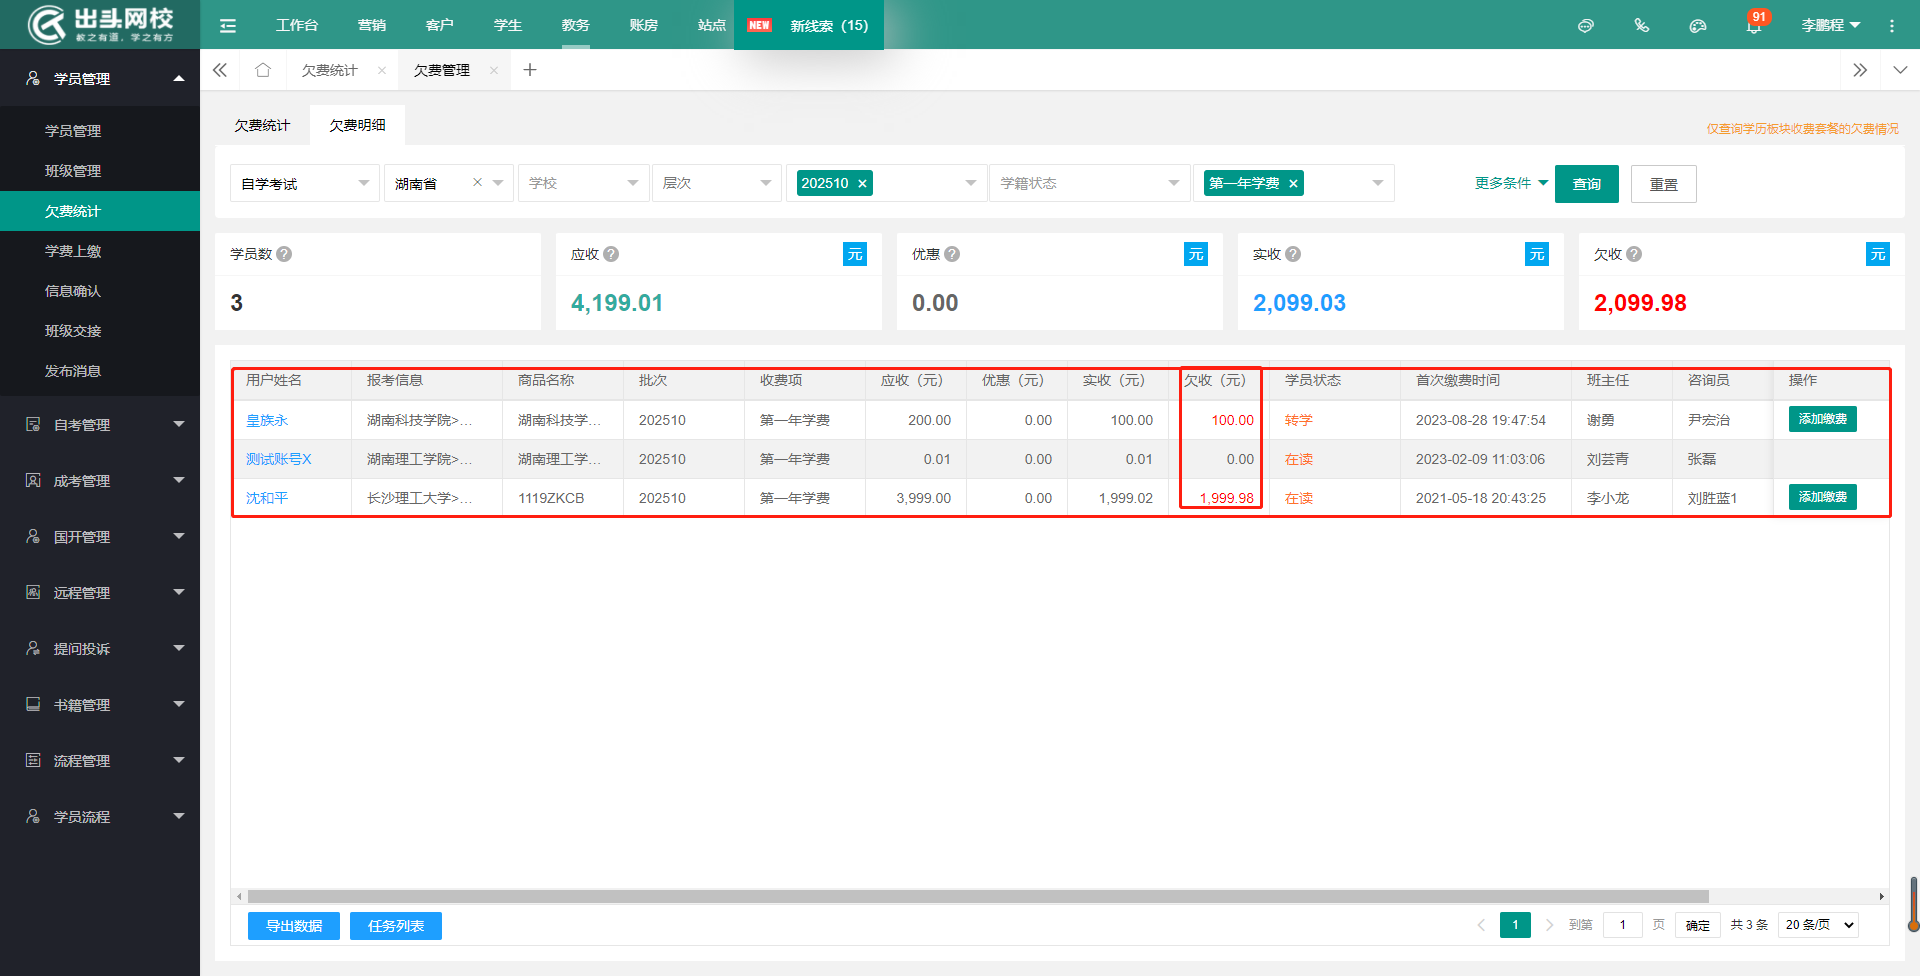 出头网校
教之有道，学之有方
工作台
营销
客户
学生
教务
账房
站点
NEW 新线索（15）
91
李鹏程
学员管理
学员管理
班级管理
欠费统计
学费上缴
信息确认
班级交接
发布消息
自考管理
成考管理
国开管理
远程管理
提问投诉
书籍管理
流程管理
学员流程
欠费统计 ×
欠费管理 ×
欠费统计
欠费明细
仅查询学历板块收费套餐的欠费情况
自学考试
湖南省 ×
学校
层次
202510 ×
学籍状态
第一年学费 ×
更多条件
查询
重置
学员数 ?
3
应收 ? 元
4,199.01
优惠 ? 元
0.00
实收 ? 元
2,099.03
欠收 ? 元
2,099.98
用户姓名 报考信息 商品名称 批次 收费项 应收（元） 优惠（元） 实收（元） 欠收（元） 学员状态 首次缴费时间 班主任 咨询员 操作
皇族永 湖南科技学院>... 湖南科技学... 202510 第一年学费 200.00 0.00 100.00 100.00 转学 2023-08-28 19:47:54 谢勇 尹宏治 添加缴费
测试账号X 湖南理工学院>... 湖南理工学... 202510 第一年学费 0.01 0.00 0.01 0.00 在读 2023-02-09 11:03:06 刘芸青 张磊
沈和平 长沙理工大学>... 1119ZKCB 202510 第一年学费 3,999.00 0.00 1,999.02 1,999.98 在读 2021-05-18 20:43:25 李小龙 刘胜蓝1 添加缴费
导出数据
任务列表
1 到第 1 页 确定 共 3 条 20 条/页